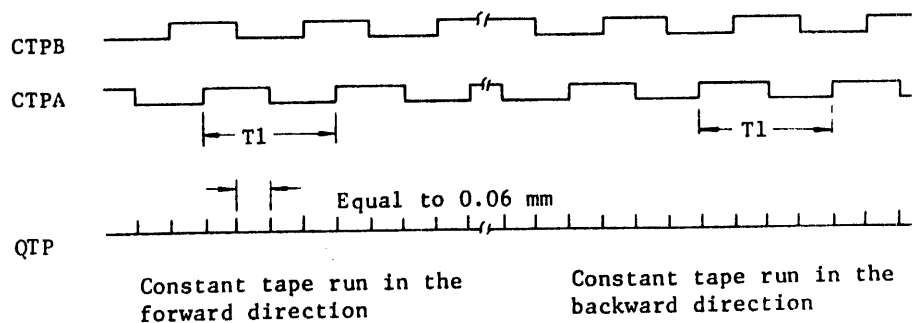 CTPB
CTPA
T1
T1
Equal to 0.06 mm
QTP
Constant tape run in the
forward direction
Constant tape run in the
backward direction